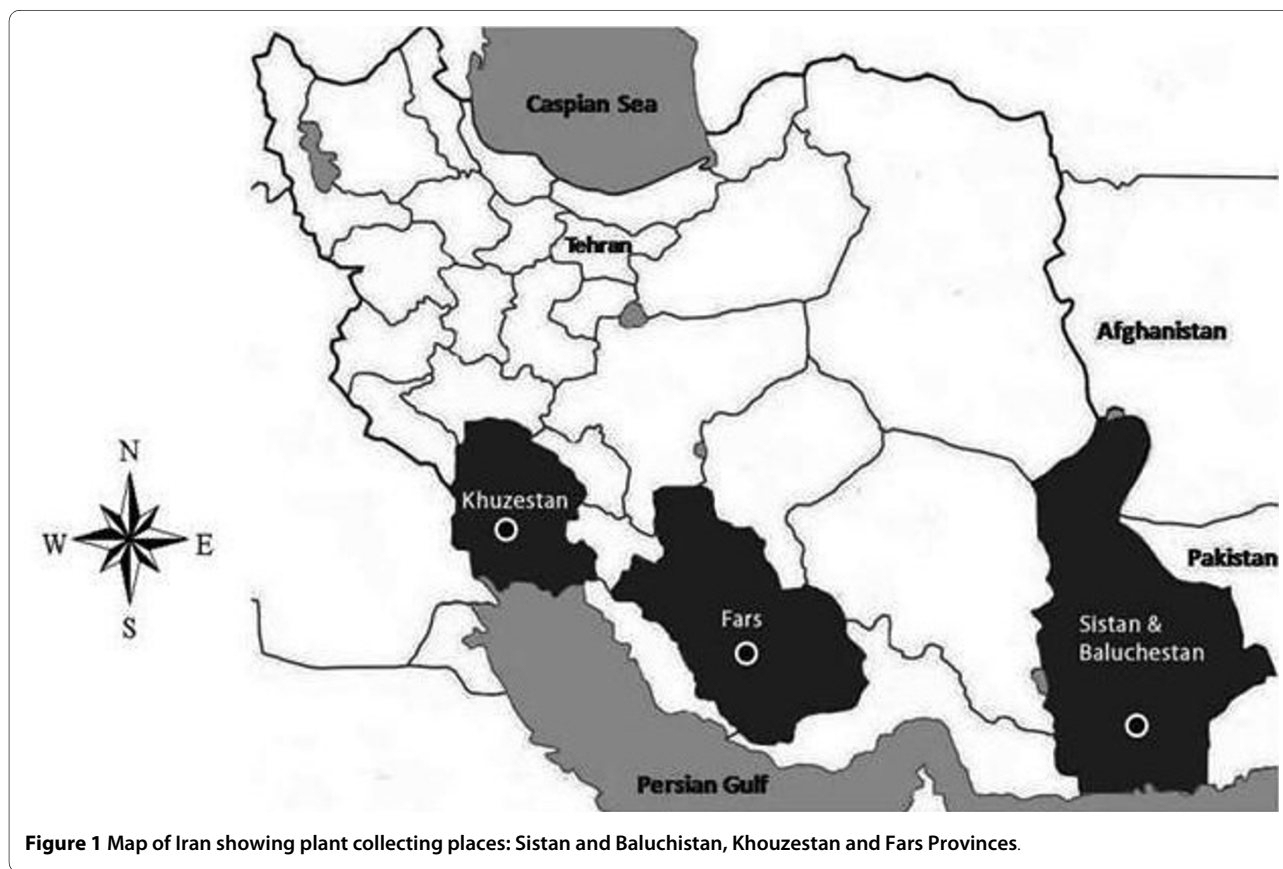 Caspian Sea
Tehran
Afghanistan
N
W
E
S
Khuzestan
Pakistan
Fars
Sistan &
Baluchestan
Persian Gulf
Figure 1 Map of Iran showing plant collecting places: Sistan and Baluchistan, Khouzestan and Fars Provinces.